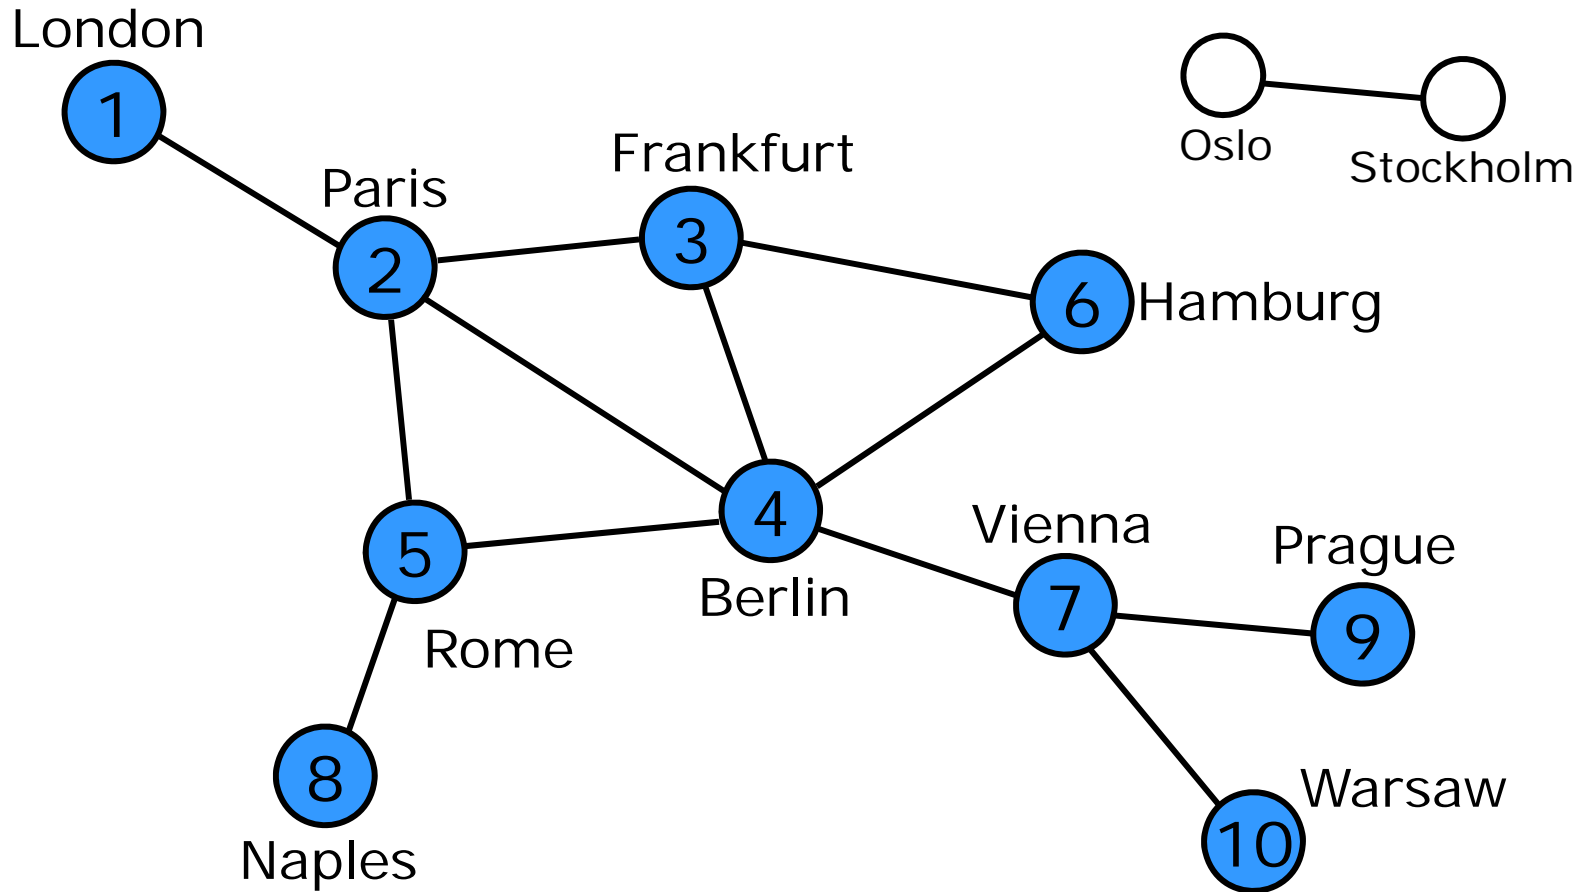 London
1
Oslo
Stockholm
Frankfurt
Paris
3
2
6
Hamburg
4
Vienna
Prague
5
Berlin
7
9
Rome
8
Warsaw
10
Naples